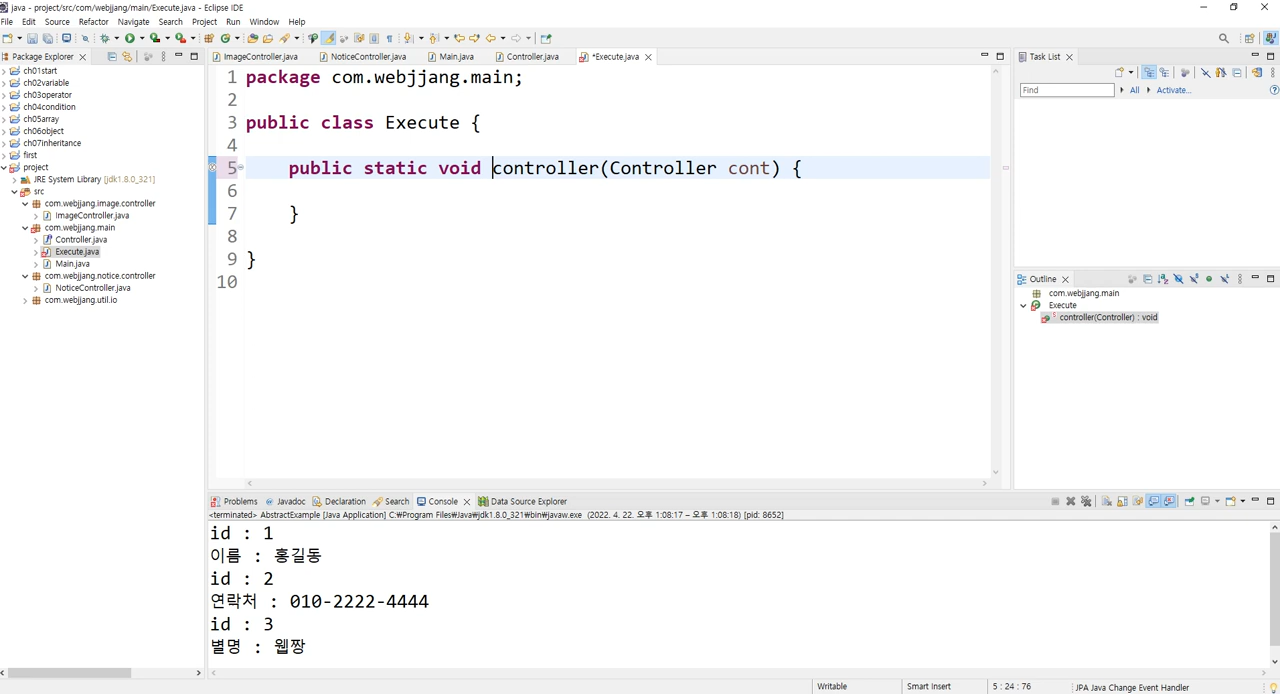 java - project/src/com/webjjang/main/Execute.java - Eclipse IDE
File Edit Source Refactor Navigate Search Project Run Window Help
Package Explorer
ch01start
ch02variable
ch03operator
ch04condition
ch05array
ch06object
ch07inheritance
first
project
JRE System Library [jdk1.8.0_321]
src
com.webjjang.image.controller
ImageController.java
com.webjjang.main
Controller.java
Execute.java
Main.java
com.webjjang.notice.controller
NoticeController.java
com.webjjang.util.io
ImageController.java NoticeController.java Main.java Controller.java *Execute.java
1 package com.webjjang.main;
2
3 public class Execute {
4
5 public static void controller(Controller cont) {
6
7 }
8
9 }
10
Task List
Find All Activate...
Outline
com.webjjang.main
Execute
controller(Controller) : void
Problems Javadoc Declaration Search Console Data Source Explorer
<terminated> AbstractExample [Java Application] C:₩Program Files₩Java₩jdk1.8.0_321₩bin₩javaw.exe (2022. 4. 22. 오후 1:08:17 – 오후 1:08:18) [pid: 8652]
id : 1
이름 : 홍길동
id : 2
연락처 : 010-2222-4444
id : 3
별명 : 웹짱
Writable Smart Insert 5 : 24 : 76 JPA Java Change Event Handler